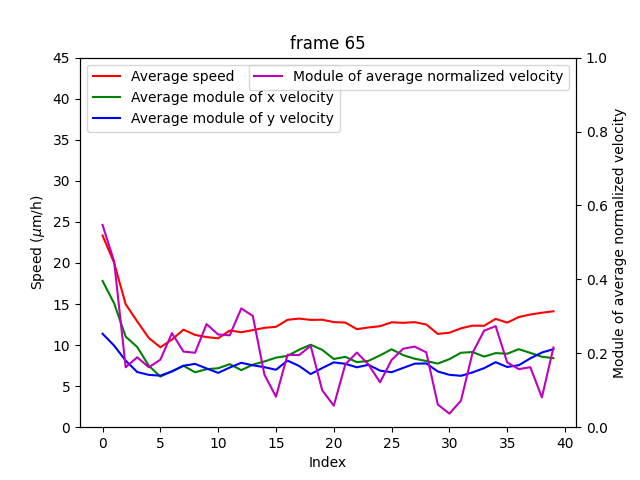 frame 65
Average speed
Average module of x velocity
Average module of y velocity
Module of average normalized velocity
Speed (μm/h)
45
40
35
30
25
20
15
10
5
0
1.0
0.8
0.6
0.4
0.2
0.0
Module of average normalized velocity
0 5 10 15 20 25 30 35 40
Index